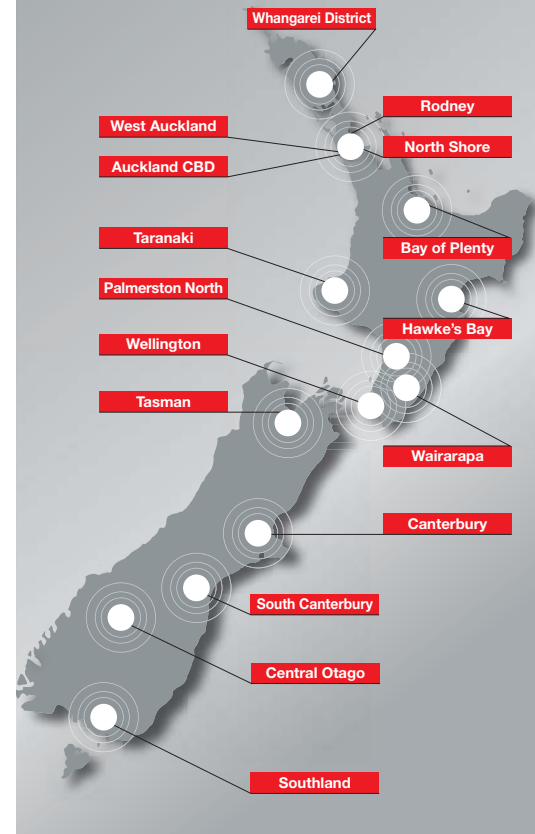 Whangarei District
Rodney
West Auckland
North Shore
Auckland CBD
Taranaki
Bay of Plenty
Palmerston North
Hawke's Bay
Wellington
Tasman
Wairarapa
Canterbury
South Canterbury
Central Otago
Southland